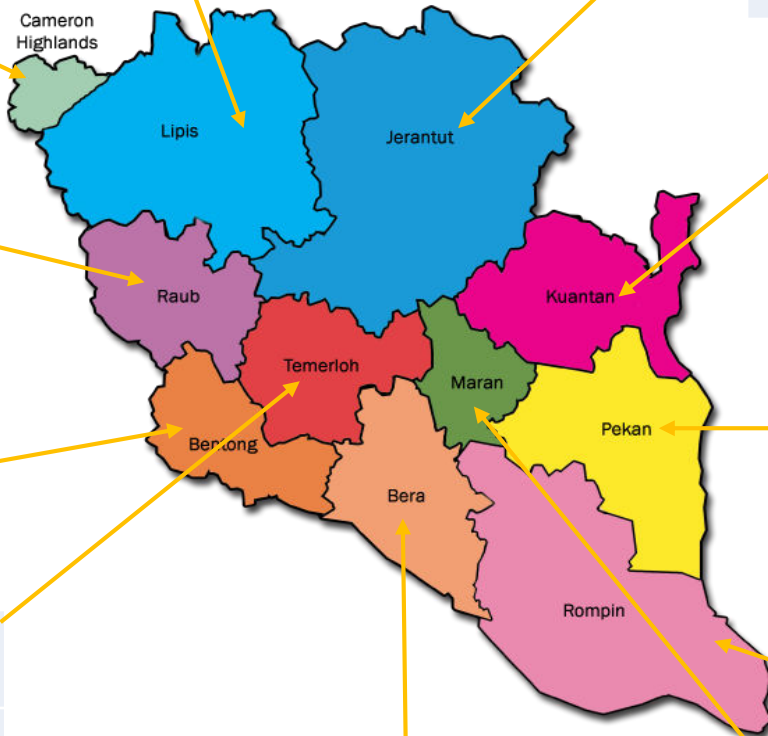 Cameron
Highlands
Lipis
Jerantut
Raub
Kuantan
Temerloh
Maran
Pekan
Bentong
Bera
Rompin